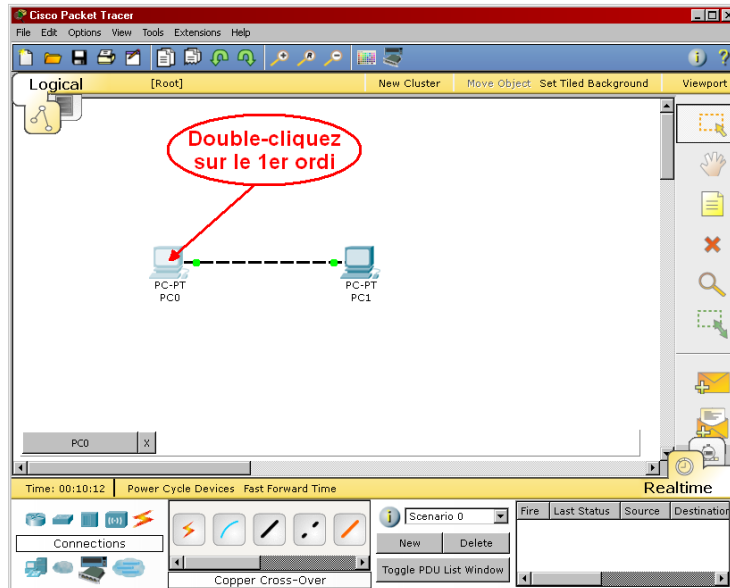 Cisco Packet Tracer
File Edit Options View Tools Extensions Help
Logical [Root] New Cluster Move Object Set Tiled Background Viewport
Double-cliquez
sur le 1er ordi
PC-PT
PC0
PC-PT
PC1
PC0 X
Time: 00:10:12 Power Cycle Devices Fast Forward Time Realtime
Connections
Copper Cross-Over
Scenario 0
New Delete
Toggle PDU List Window
Fire Last Status Source Destination